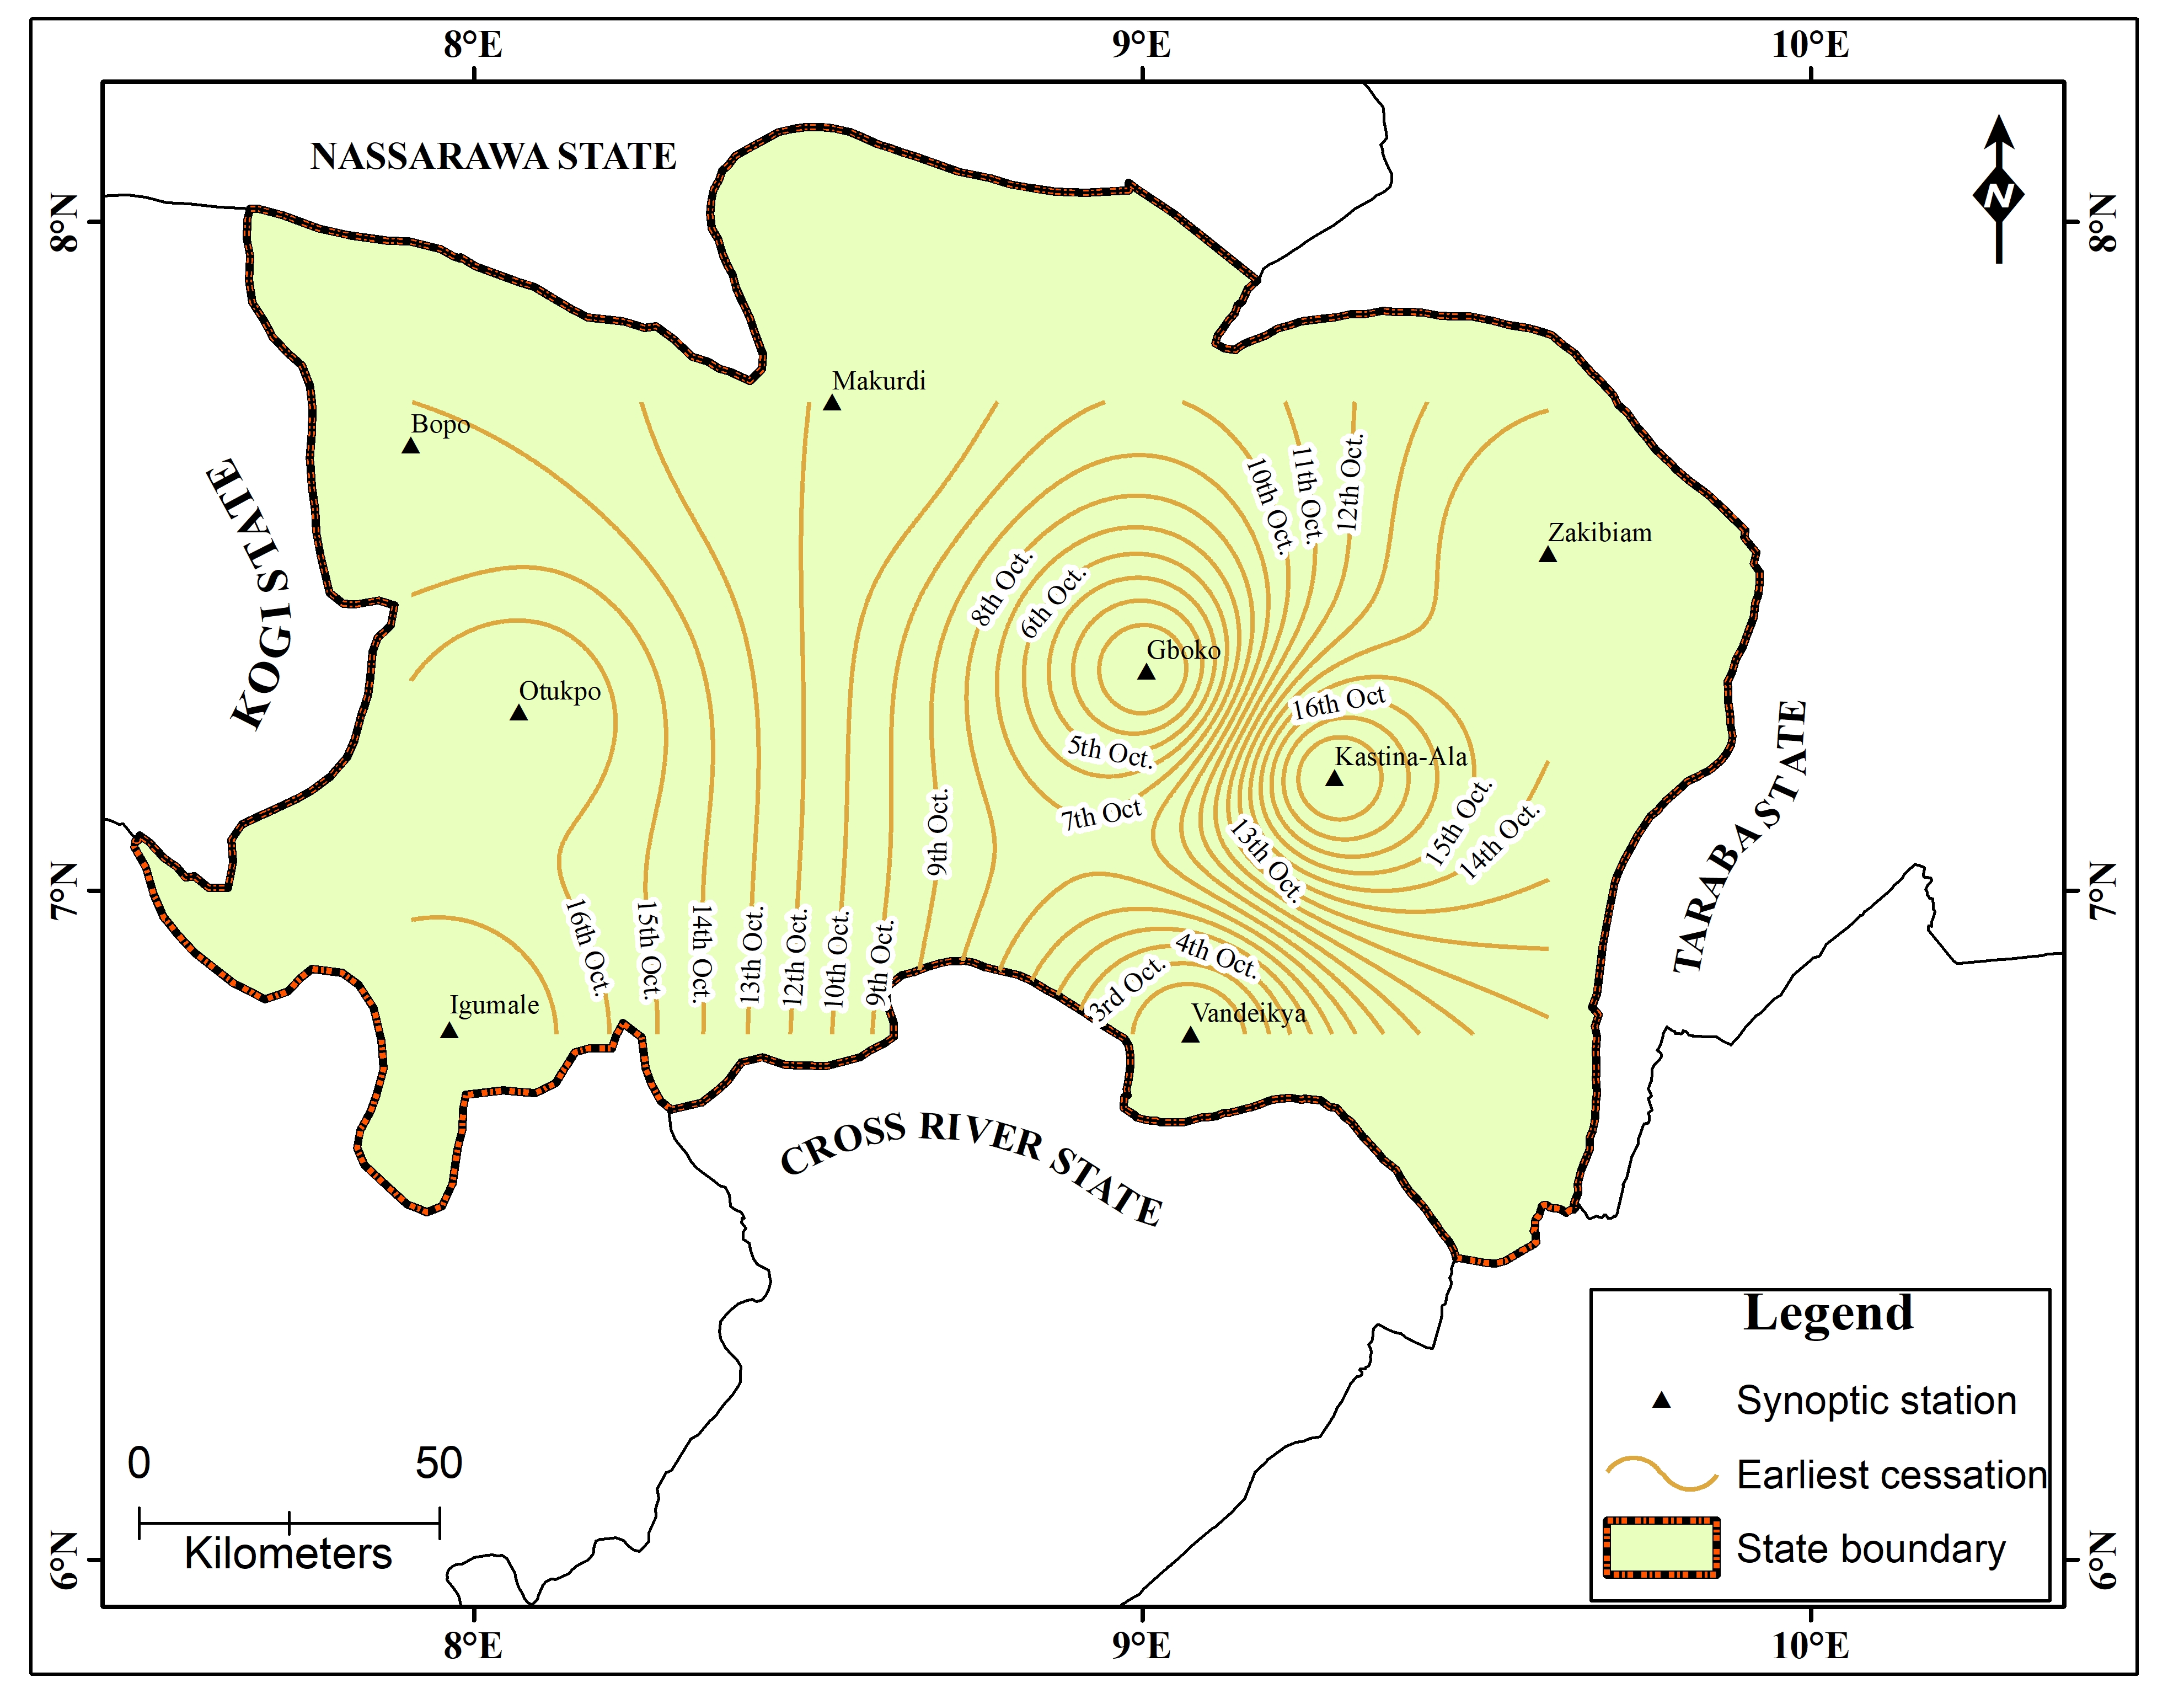 8°E
9°E
10°E
NASSARAWA STATE
N
8°N
8°N
Makurdi
Bopo
10th Oct.
11th Oct.
12th Oct.
KOGI STATE
Zakibiam
8th Oct.
6th Oct.
Gboko
Otukpo
16th Oct
5th Oct.
Kastina-Ala
TARABA STATE
7th Oct
9th Oct.
13th Oct.
15th Oct.
14th Oct.
7°N
7°N
16th Oct.
15th Oct.
14th Oct.
13th Oct.
12th Oct.
10th Oct.
9th Oct.
4th Oct.
3rd Oct.
Igumale
Vandeikya
CROSS RIVER STATE
Legend
Synoptic station
Earliest cessation
State boundary
0 50
Kilometers
6°N
6°N
8°E
9°E
10°E